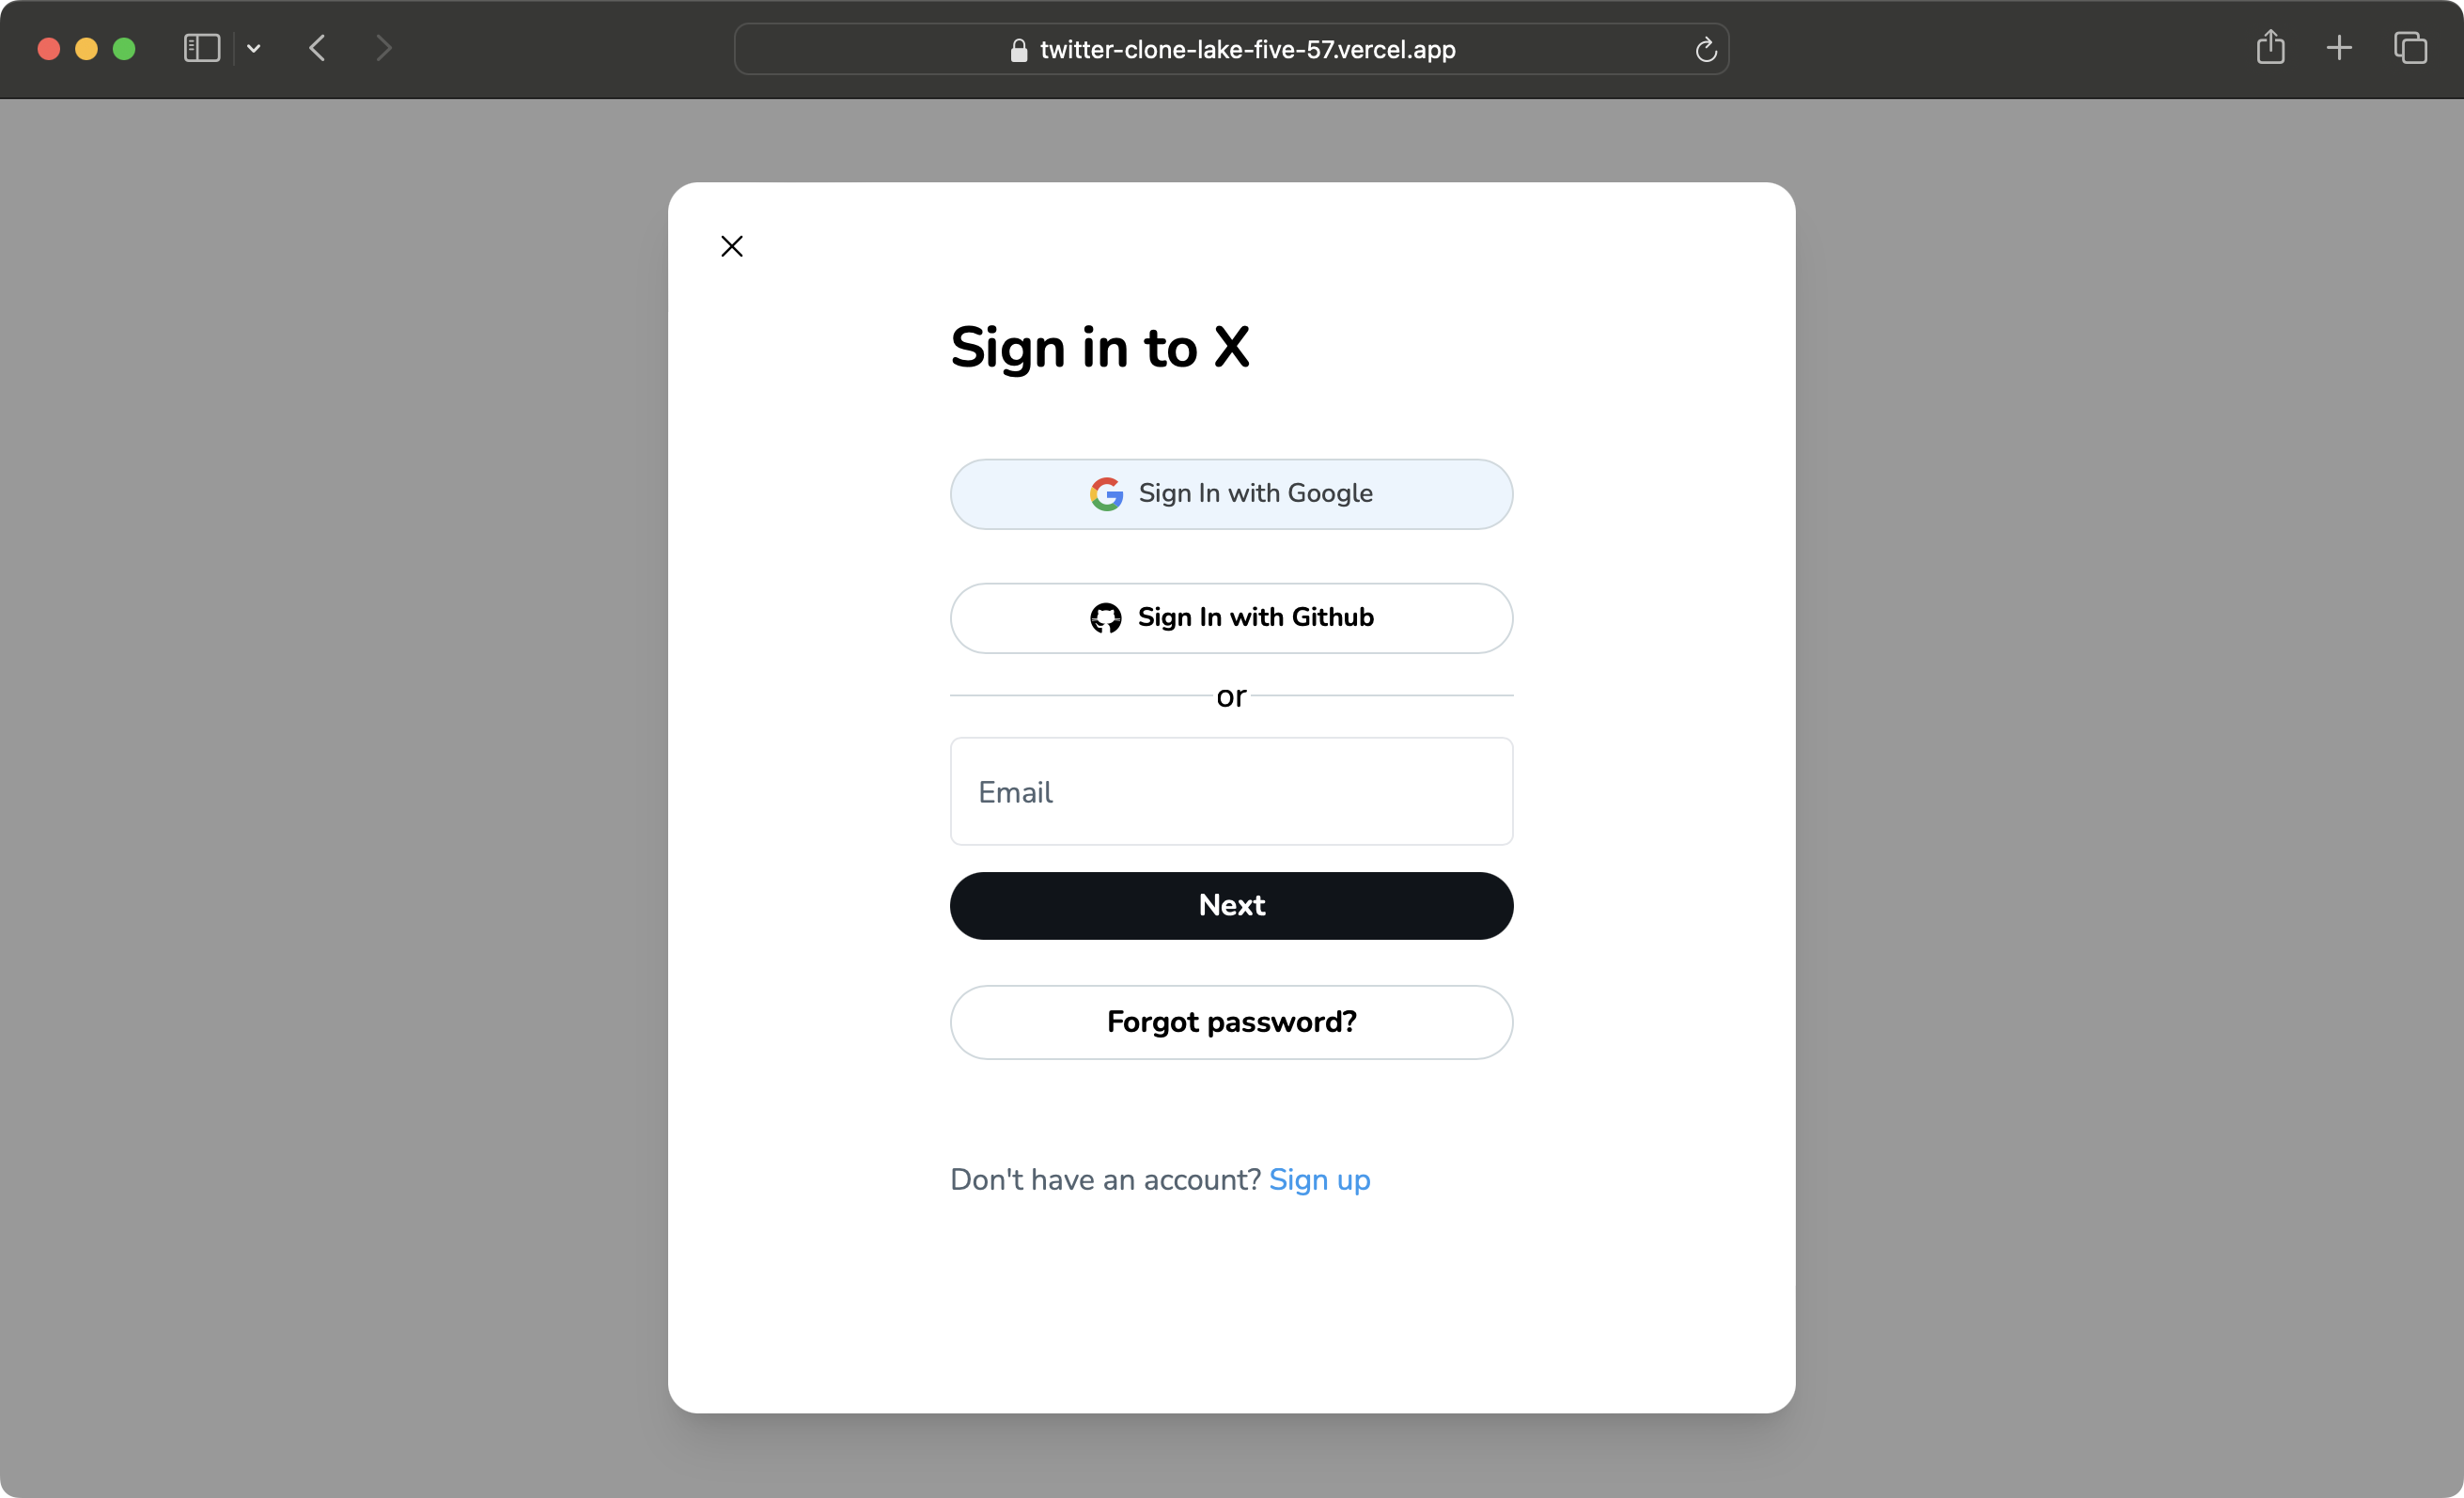 twitter-clone-lake-five-57.vercel.app
Sign in to X
Sign In with Google
Sign In with Github
or
Email
Next
Forgot password?
Don't have an account? Sign up